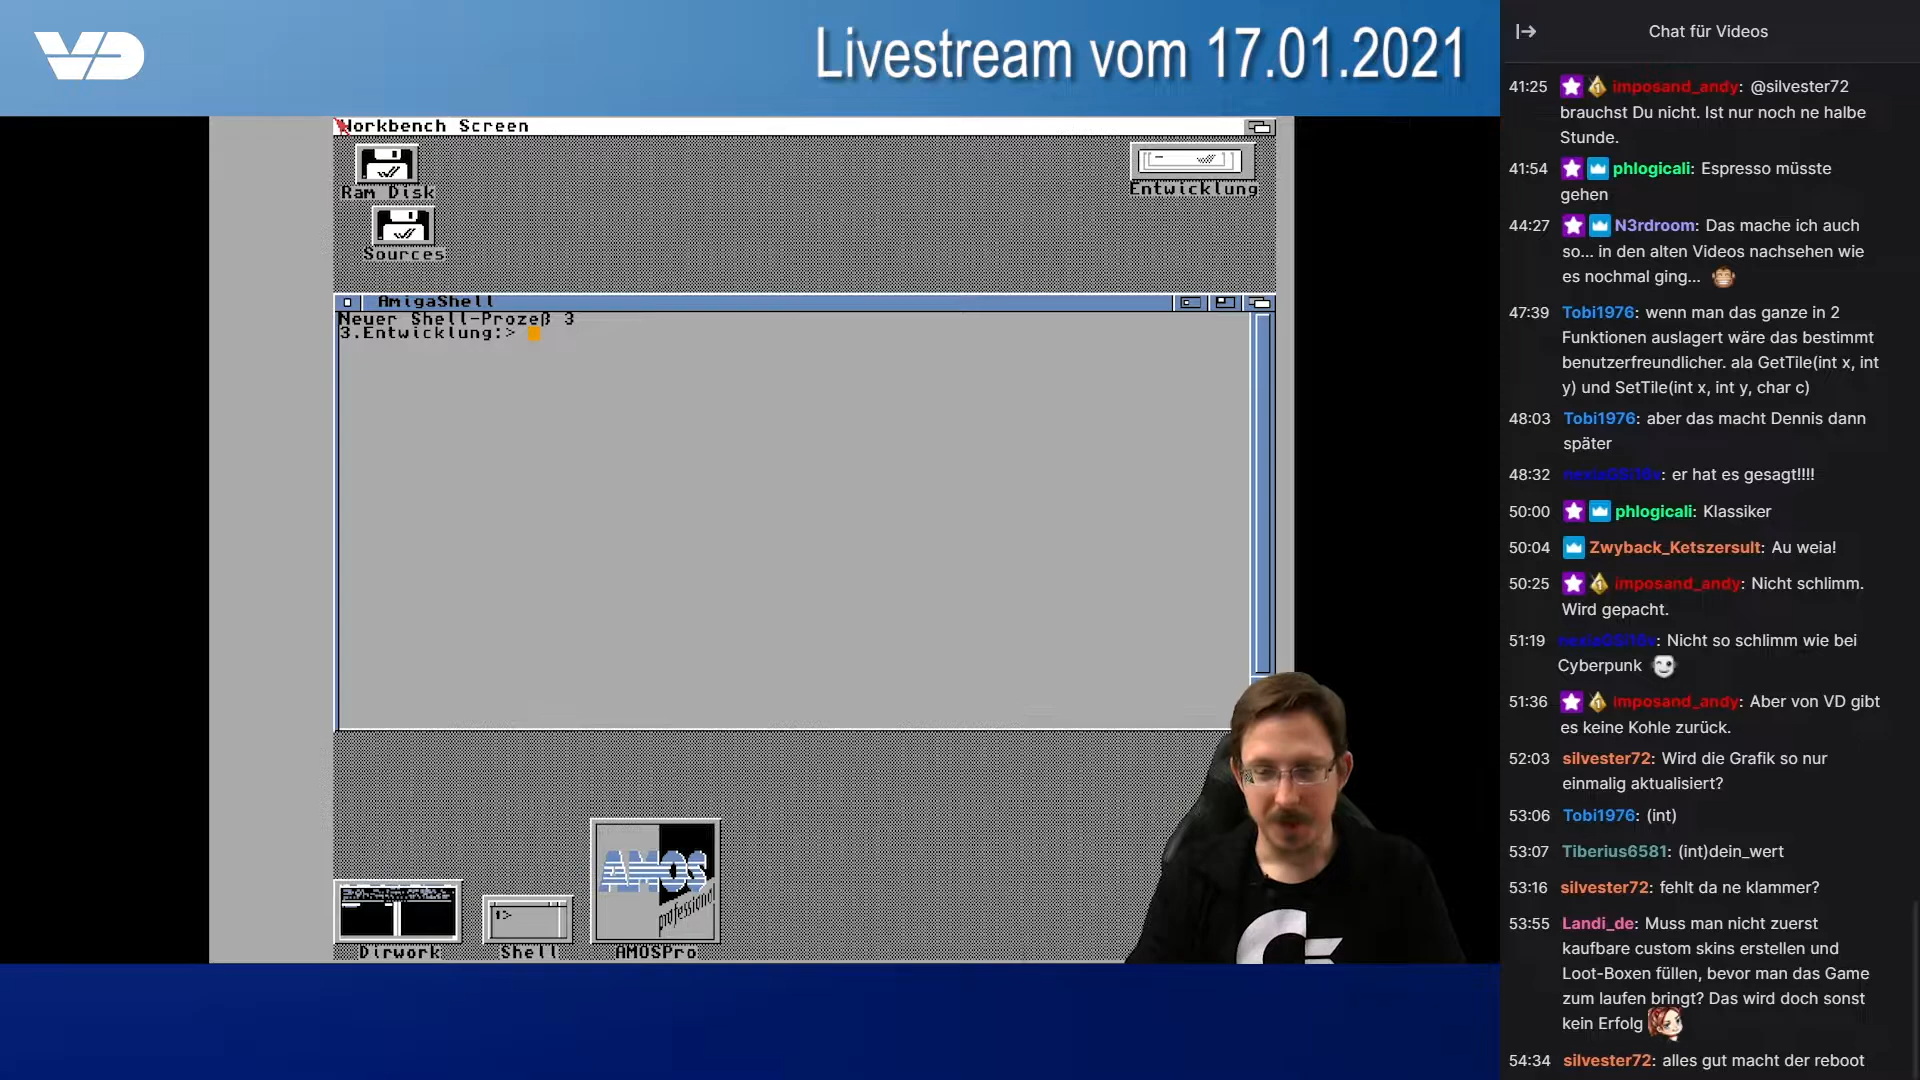 VD
Livestream vom 17.01.2021
Workbench Screen
Ram Disk
Entwicklung
Sources
AmigaShell
Neuer Shell-Prozeß 3
3.Entwicklung:>
1>
AMOS
professional
Dirwork
Shell
AMOSPro
Chat für Videos
41:25 imposand_andy: @silvester72
brauchst Du nicht. Ist nur noch ne halbe
Stunde.
41:54 phlogicali: Espresso müsste
gehen
44:27 N3rdroom: Das mache ich auch
so... in den alten Videos nachsehen wie
es nochmal ging...
47:39 Tobi1976: wenn man das ganze in 2
Funktionen auslagert wäre das bestimmt
benutzerfreundlicher. ala GetTile(int x, int
y) und SetTile(int x, int y, char c)
48:03 Tobi1976: aber das macht Dennis dann
später
48:32 : er hat es gesagt!!!!
50:00 phlogicali: Klassiker
50:04 Zwyback_Ketszersult: Au weia!
50:25 imposand_andy: Nicht schlimm.
Wird gepacht.
51:19 : Nicht so schlimm wie bei
Cyberpunk
51:36 imposand_andy: Aber von VD gibt
es keine Kohle zurück.
52:03 silvester72: Wird die Grafik so nur
einmalig aktualisiert?
53:06 Tobi1976: (int)
53:07 Tiberius6581: (int)dein_wert
53:16 silvester72: fehlt da ne klammer?
53:55 Landi_de: Muss man nicht zuerst
kaufbare custom skins erstellen und
Loot-Boxen füllen, bevor man das Game
zum laufen bringt? Das wird doch sonst
kein Erfolg
54:34 silvester72: alles gut macht der reboot